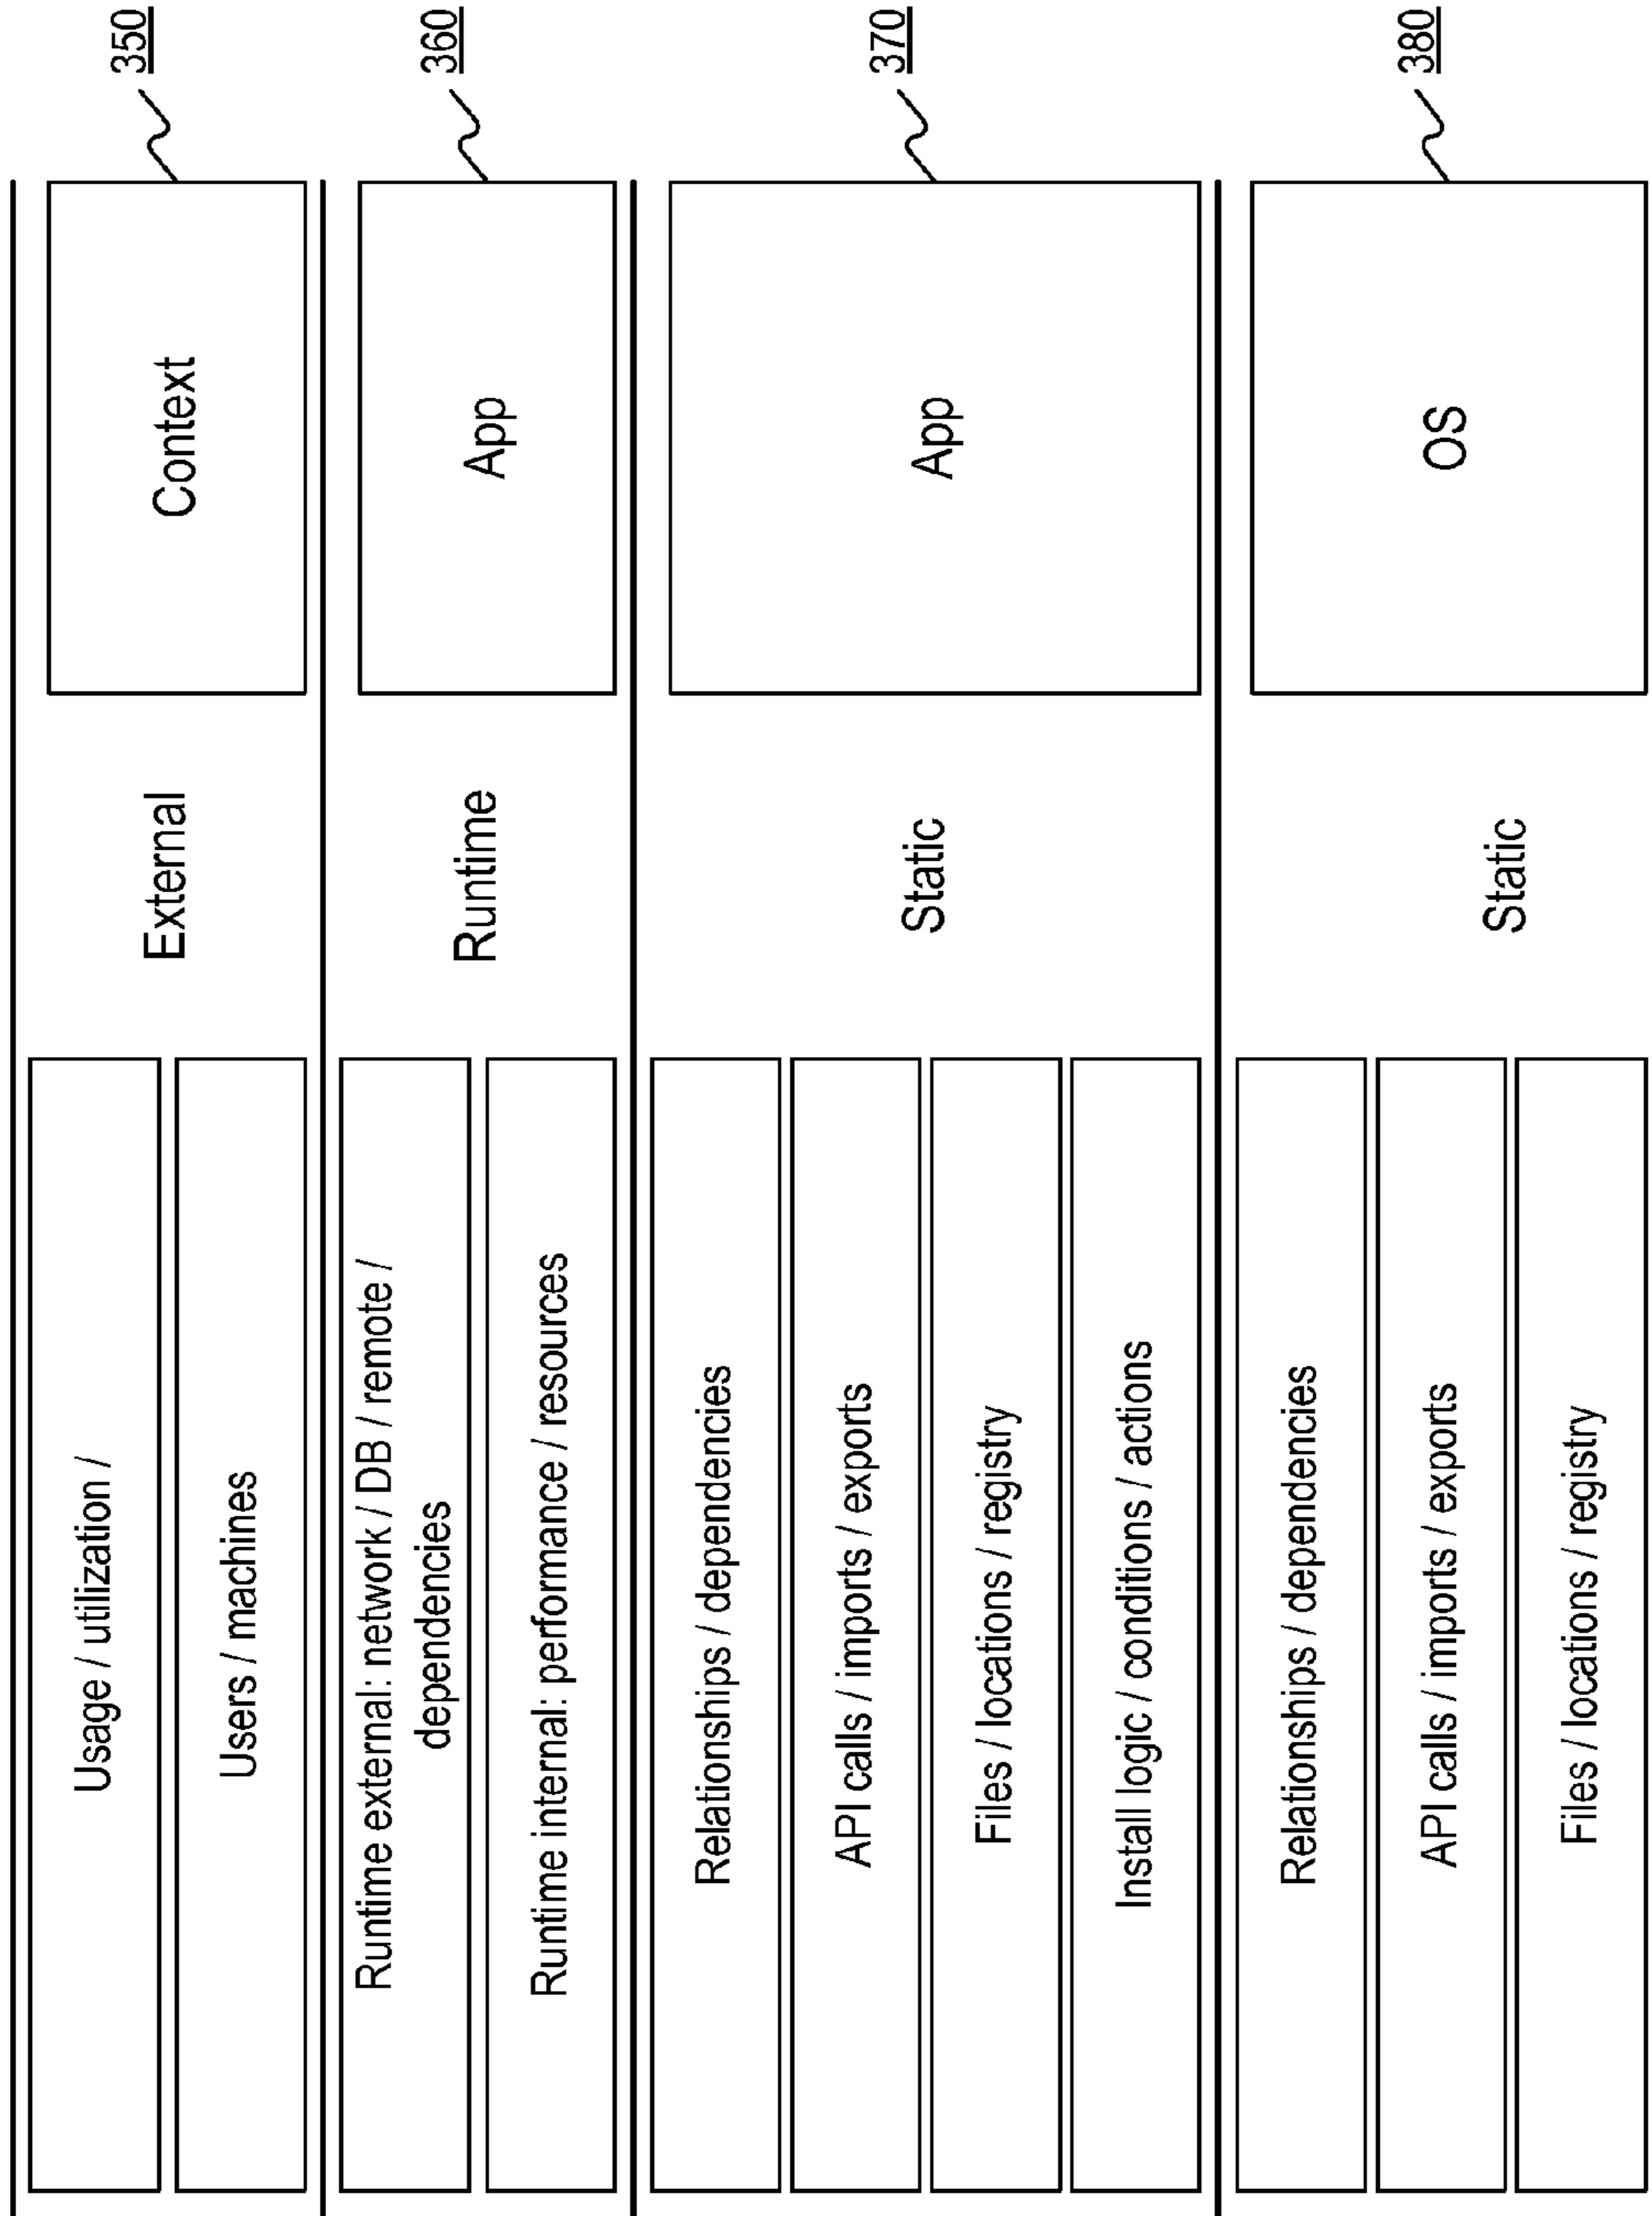 Usage / utilization /
Users / machines
External
Context
350
Runtime external: network / DB / remote /
dependencies
Runtime internal: performance / resources
Runtime
App
360
Relationships / dependencies
API calls / imports / exports
Files / locations / registry
Install logic / conditions / actions
Static
App
370
Relationships / dependencies
API calls / imports / exports
Files / locations / registry
Static
OS
380